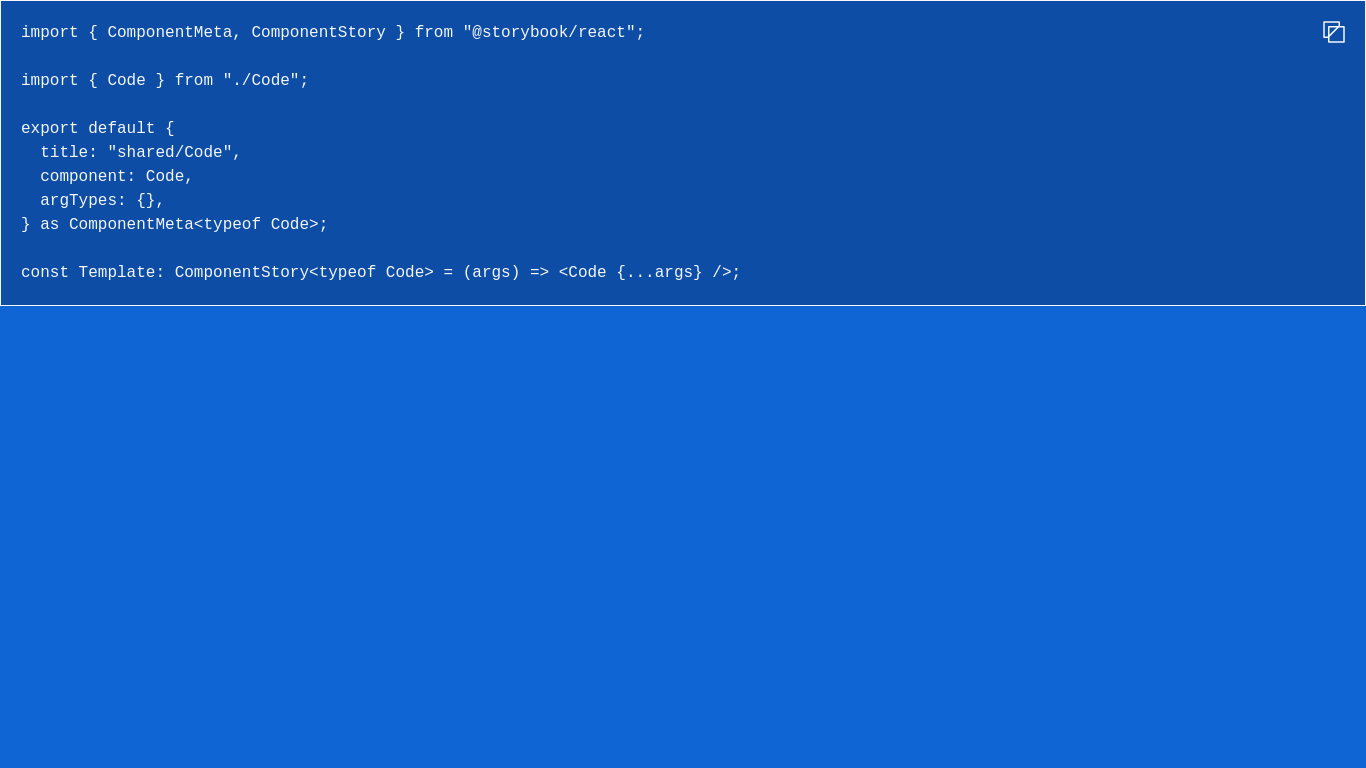 import { ComponentMeta, ComponentStory } from "@storybook/react";
import { Code } from "./Code";
export default {
  title: "shared/Code",
  component: Code,
  argTypes: {},
} as ComponentMeta<typeof Code>;
const Template: ComponentStory<typeof Code> = (args) => <Code {...args} />;